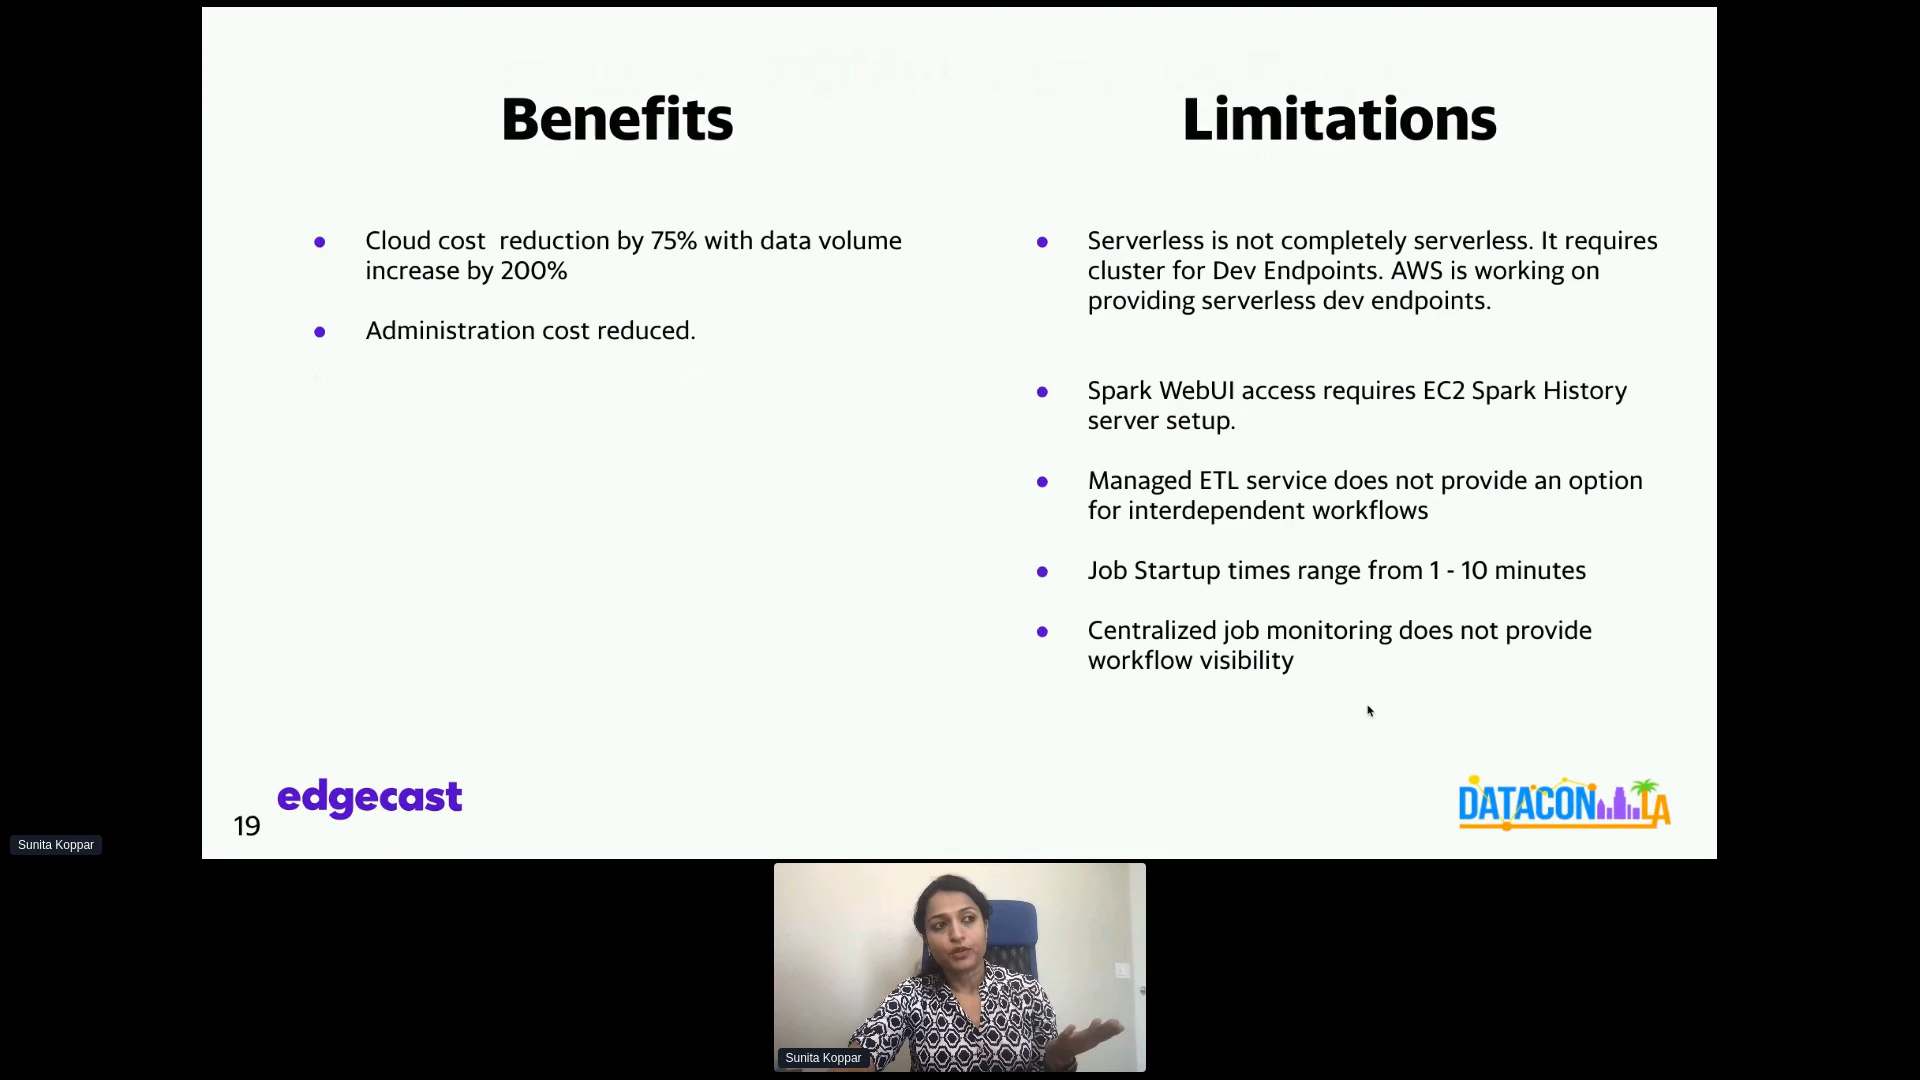 Benefits
Cloud cost  reduction by 75% with data volume
increase by 200%
Administration cost reduced.
Limitations
Serverless is not completely serverless. It requires
cluster for Dev Endpoints. AWS is working on
providing serverless dev endpoints.
Spark WebUI access requires EC2 Spark History
server setup.
Managed ETL service does not provide an option
for interdependent workflows
Job Startup times range from 1 - 10 minutes
Centralized job monitoring does not provide
workflow visibility
edgecast
19
DATACON LA
Sunita Koppar
Sunita Koppar